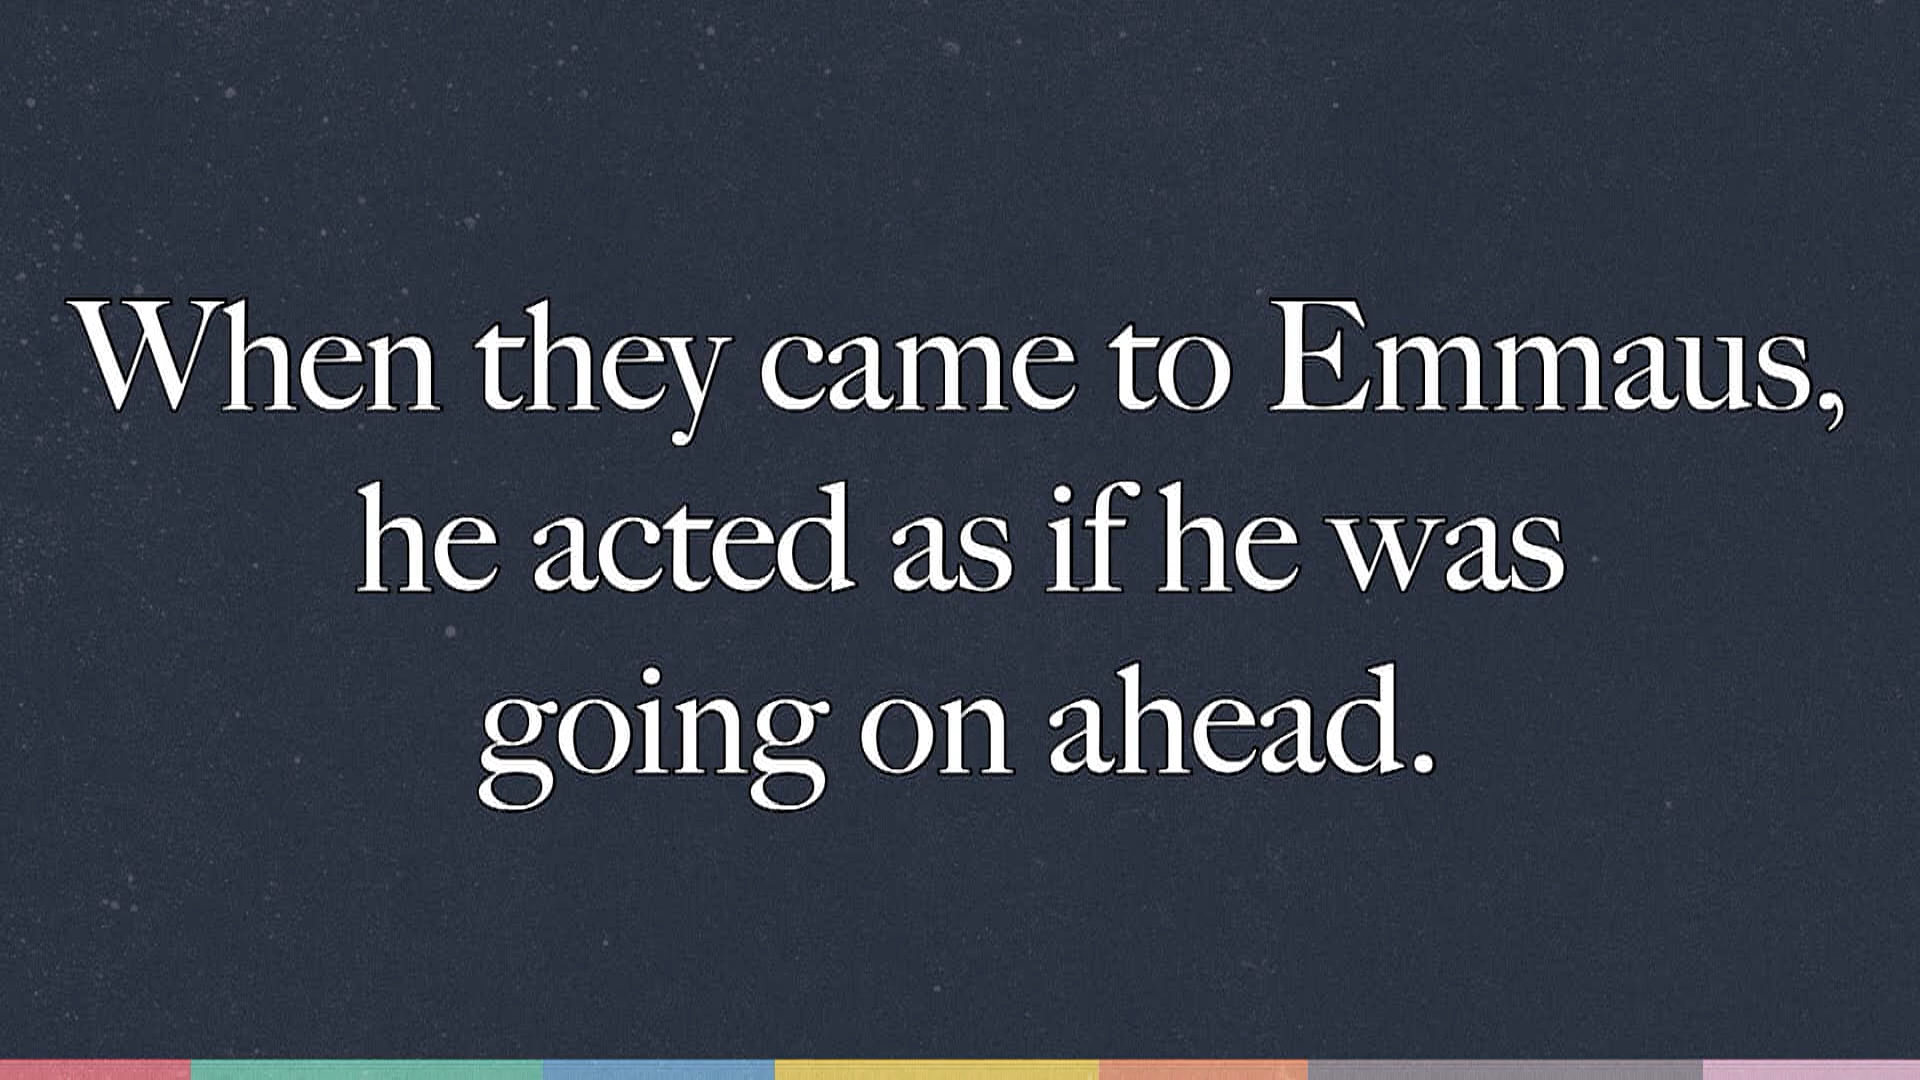 When they came to Emmaus,
he acted as if he was
going on ahead.